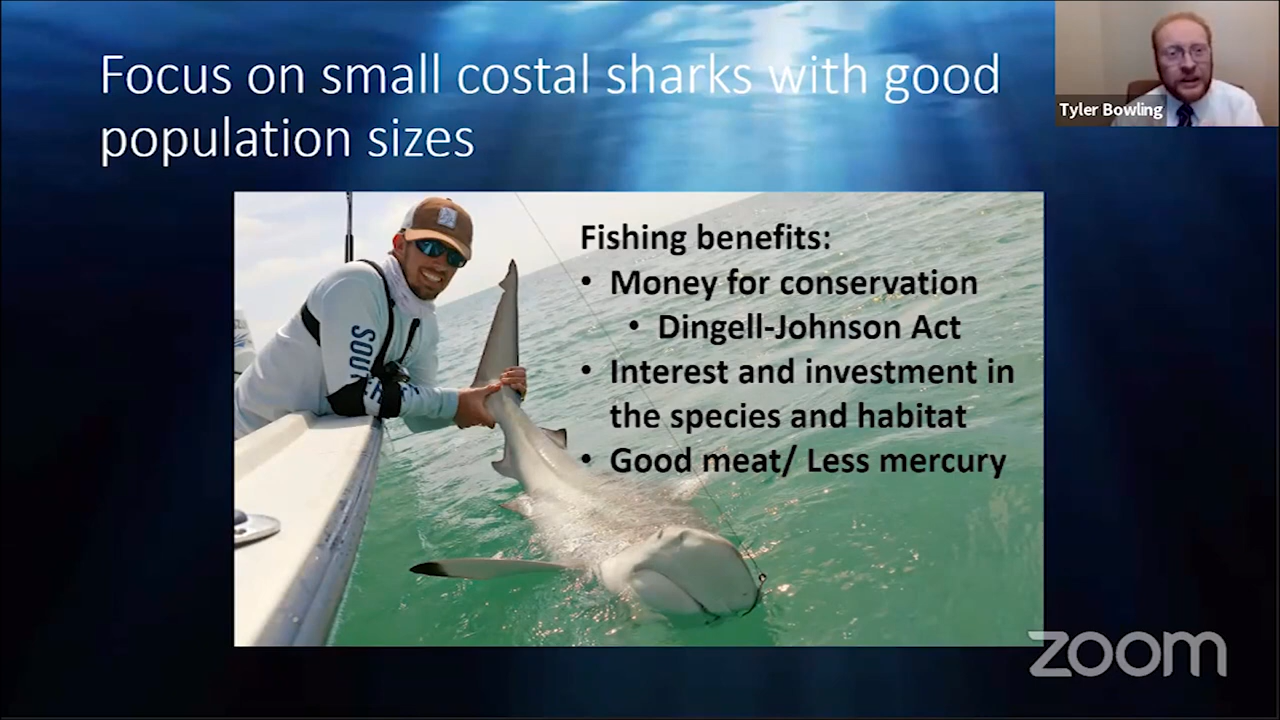 Focus on small costal sharks with good
population sizes
Tyler Bowling
Fishing benefits:
• Money for conservation
• Dingell-Johnson Act
• Interest and investment in
the species and habitat
• Good meat/ Less mercury
zoom